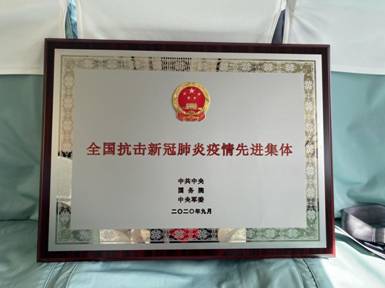 全国抗击新冠肺炎疫情先进集体
中共中央
国务院
中央军委
二〇二〇年九月